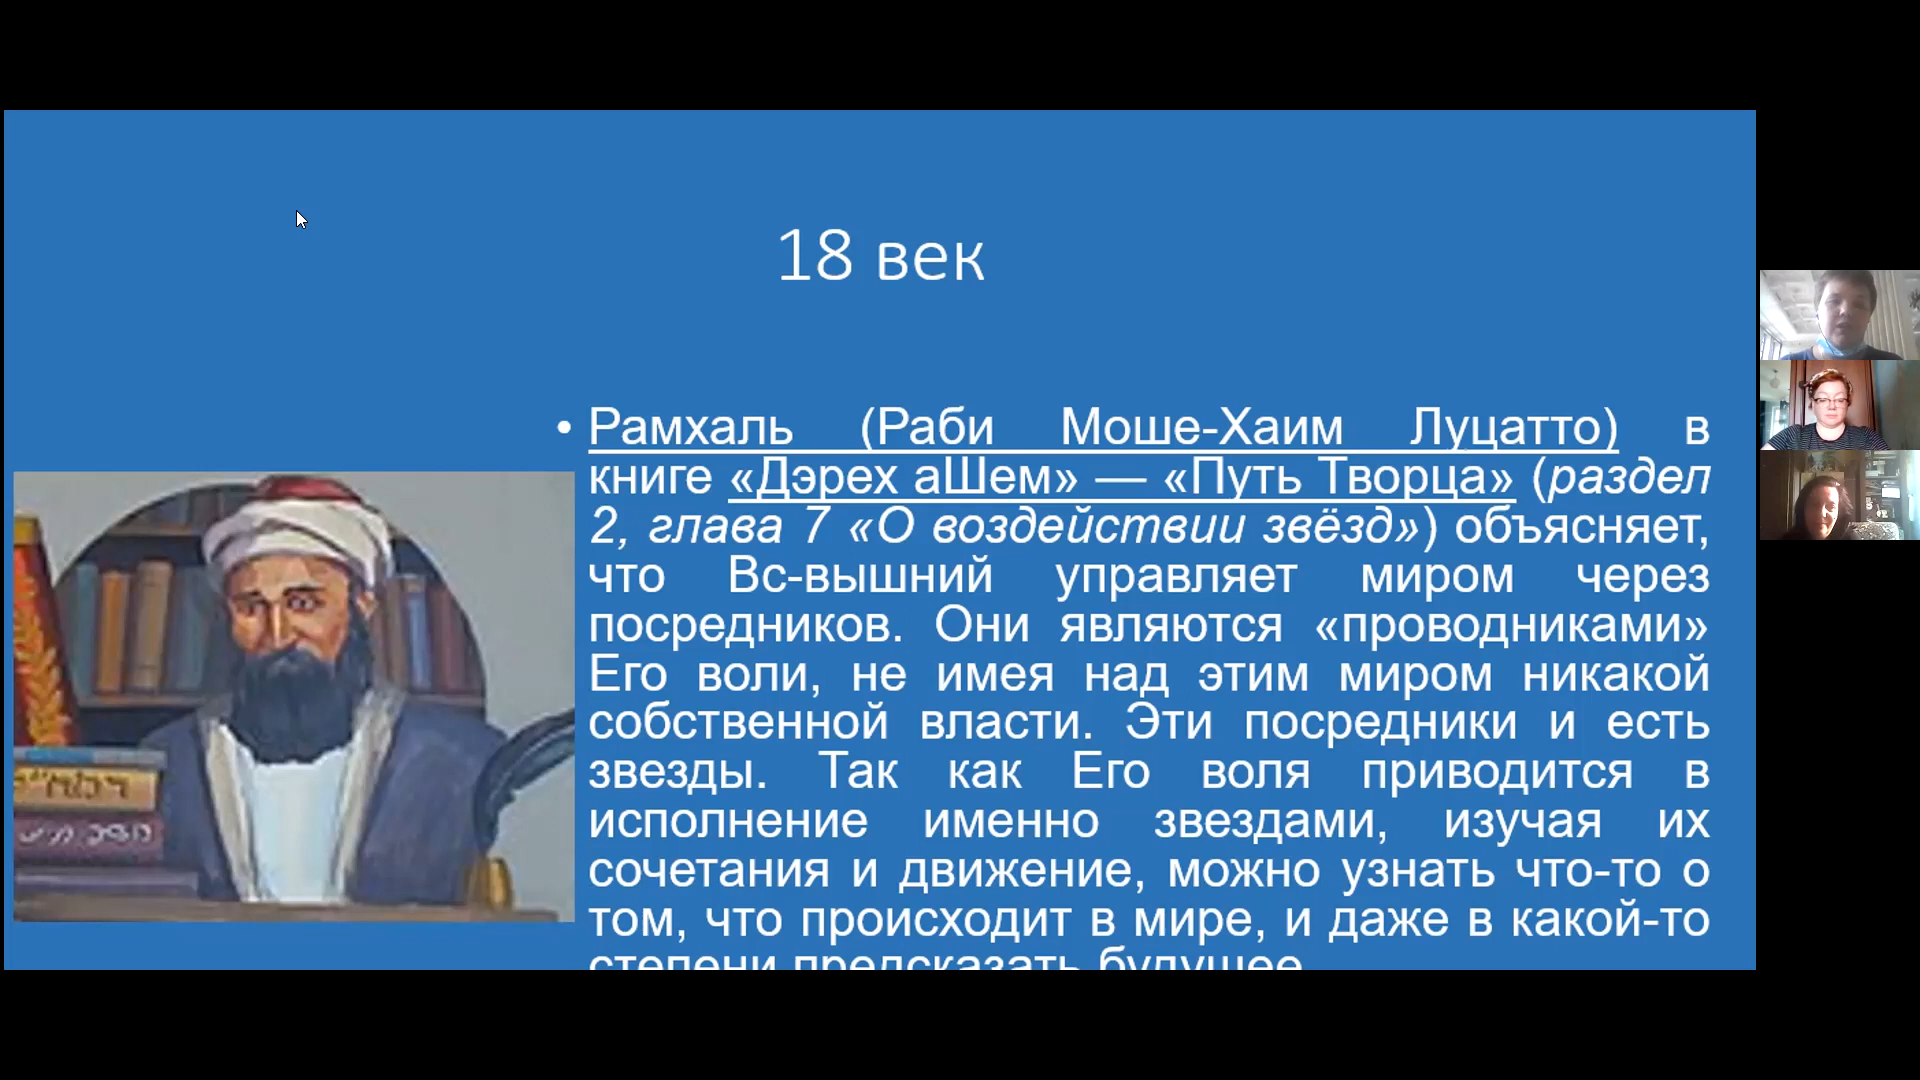 18 век
• Рамхаль (Раби Моше-Хаим Луцатто) в
книге «Дэрех аШем» — «Путь Творца» (раздел
2, глава 7 «О воздействии звёзд») объясняет,
что Вс-вышний управляет миром через
посредников. Они являются «проводниками»
Его воли, не имея над этим миром никакой
собственной власти. Эти посредники и есть
звезды. Так как Его воля приводится в
исполнение именно звездами, изучая их
сочетания и движение, можно узнать что-то о
том, что происходит в мире, и даже в какой-то
степени предсказать будущее.